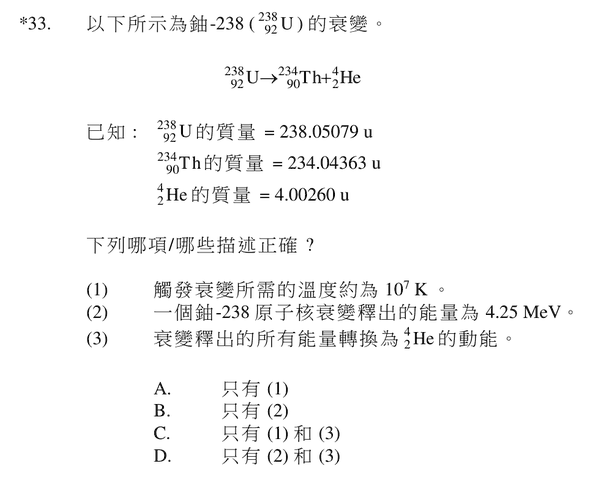 *33. 以下所示為鈾-238 ( ²³⁸₉₂U ) 的衰變。
²³⁸₉₂U→²³⁴₉₀Th+⁴₂He
已知： ²³⁸₉₂U的質量 = 238.05079 u
²³⁴₉₀Th的質量 = 234.04363 u
⁴₂He的質量 = 4.00260 u
下列哪項/哪些描述正確？
(1) 觸發衰變所需的溫度約為 10⁷ K 。
(2) 一個鈾-238 原子核衰變釋出的能量為 4.25 MeV。
(3) 衰變釋出的所有能量轉換為⁴₂He的動能。
A. 只有 (1)
B. 只有 (2)
C. 只有 (1) 和 (3)
D. 只有 (2) 和 (3)